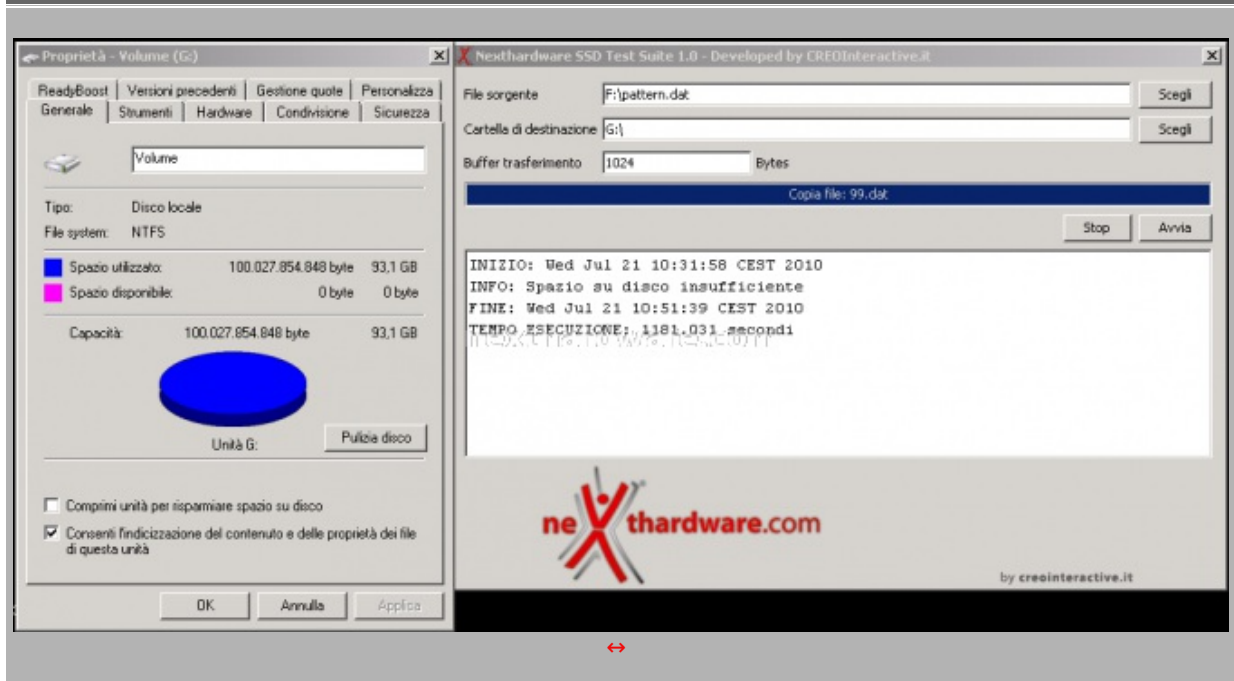 Proprietà - Volume (G:)
ReadyBoost Versioni precedenti Gestione quote Personalizza
Generale Strumenti Hardware Condivisione Sicurezza
Volume
Tipo: Disco locale
File system: NTFS
Spazio utilizzato: 100.027.854.848 byte 93,1 GB
Spazio disponibile: 0 byte 0 byte
Capacità: 100.027.854.848 byte 93,1 GB
Unità G:
Pulizia disco
Comprimi unità per risparmiare spazio su disco
Consenti l'indicizzazione del contenuto e delle proprietà dei file
di questa unità
OK Annulla Applica
Nexthardware SSD Test Suite 1.0 - Developed by CREOInteractive.it
File sorgente F:\pattern.dat Scegli
Cartella di destinazione G:\ Scegli
Buffer trasferimento 1024 Bytes
Copia file: 99.dat
Stop Avvia
INIZIO: Wed Jul 21 10:31:58 CEST 2010
INFO: Spazio su disco insufficiente
FINE: Wed Jul 21 10:51:39 CEST 2010
TEMPO ESECUZIONE: 1181.031 secondi
nexthardware.com
nexthardware.com
by creointeractive.it